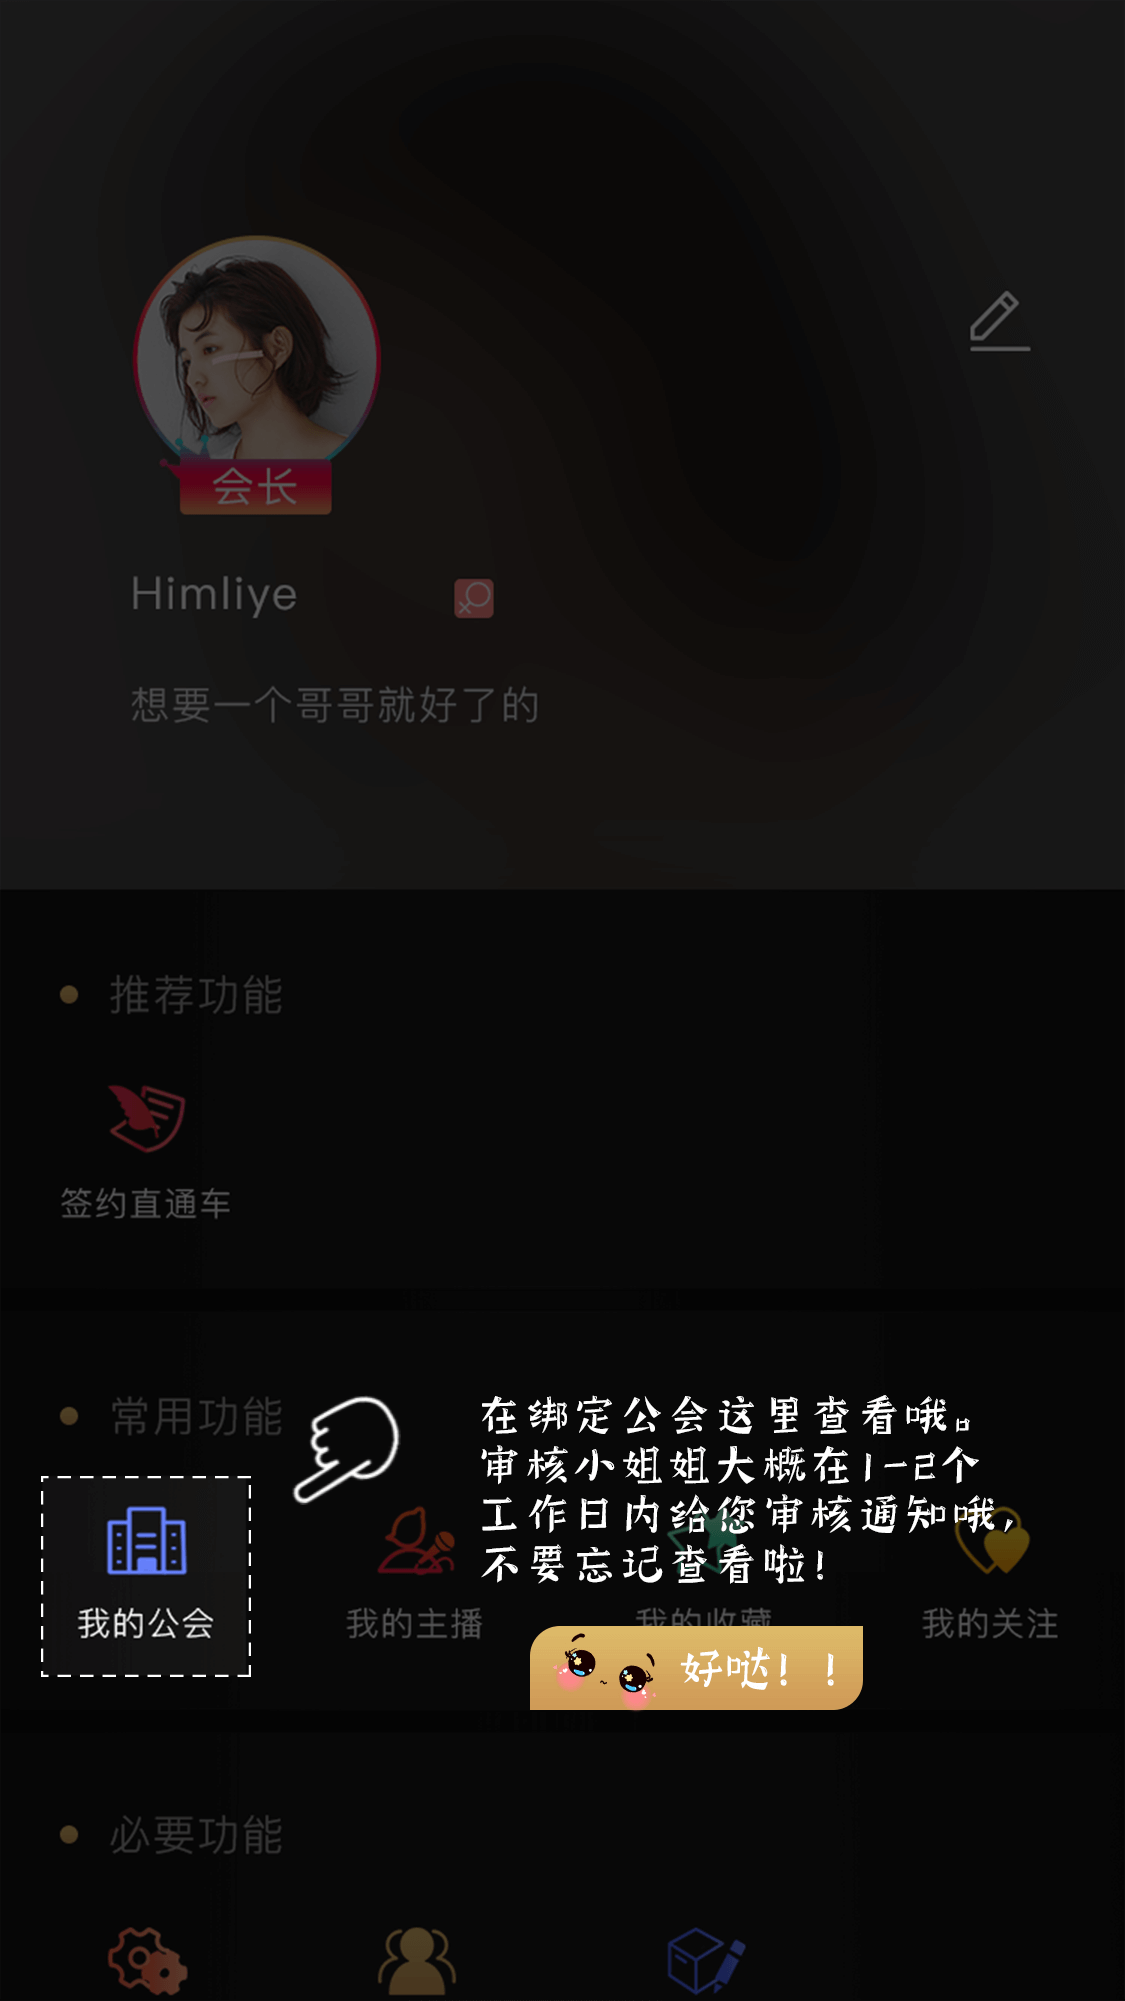 会长
Himliye
想要一个哥哥就好了的
推荐功能
签约直通车
常用功能
在绑定公会这里查看哦。
审核小姐姐大概在1-2个
工作日内给您审核通知哦,
不要忘记查看啦!
我的公会
我的主播
我的收藏
我的关注
好哒!!
必要功能